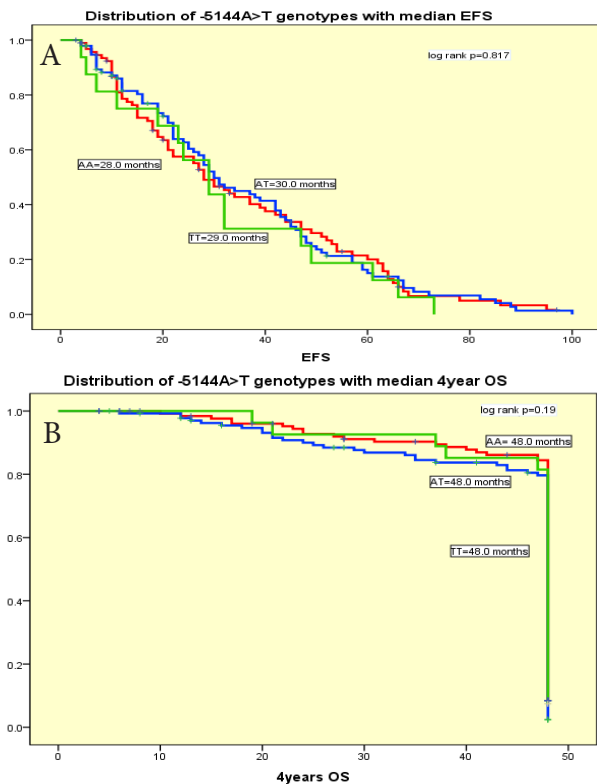 Distribution of -5144A>T genotypes with median EFS
A
log rank p=0.817
1.0
0.8
0.6
0.4
0.2
0.0
AA=28.0 months
AT=30.0 months
TT=29.0 months
0 20 40 60 80 100
EFS
Distribution of -5144A>T genotypes with median 4year OS
B
log rank p=0.19
1.0
0.8
0.6
0.4
0.2
0.0
AA= 48.0 months
AT=48.0 months
TT=48.0 months
0 10 20 30 40 50
4years OS